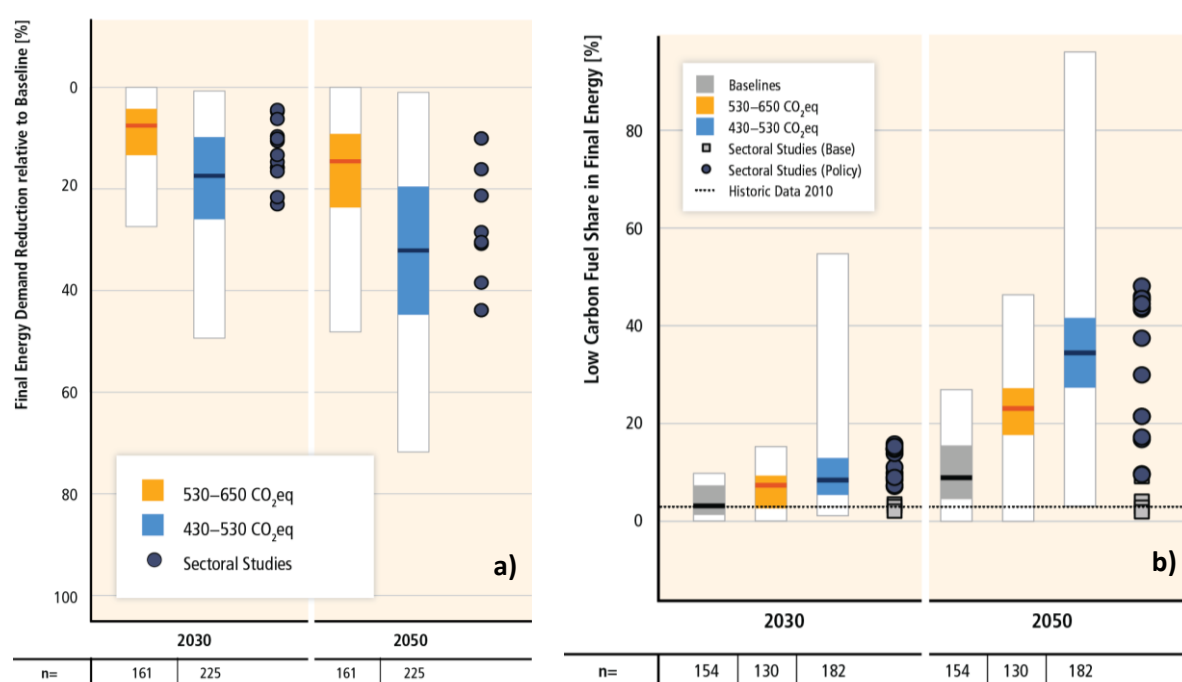 Final Energy Demand Reduction relative to Baseline [%]
0
20
40
60
80
100
530–650 CO₂eq
430–530 CO₂eq
Sectoral Studies
a)
2030
2050
n=
161
225
161
225
Low Carbon Fuel Share in Final Energy [%]
80
60
40
20
0
Baselines
530–650 CO₂eq
430–530 CO₂eq
Sectoral Studies (Base)
Sectoral Studies (Policy)
Historic Data 2010
b)
2030
2050
n=
154
130
182
154
130
182